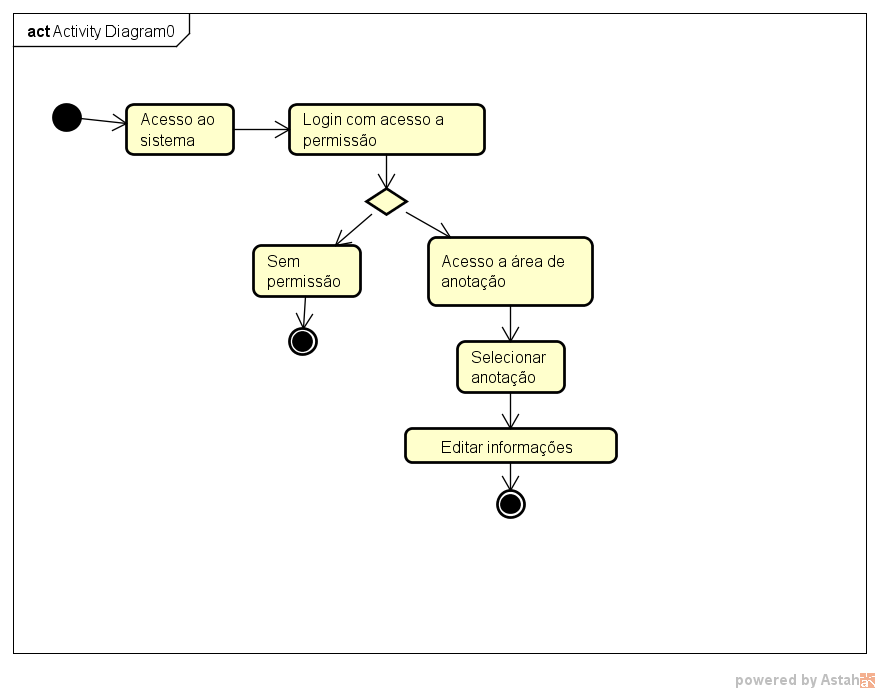 act Activity Diagram0
Acesso ao
sistema
Login com acesso a
permissão
Sem
permissão
Acesso a área de
anotação
Selecionar
anotação
Editar informações
powered by Astah